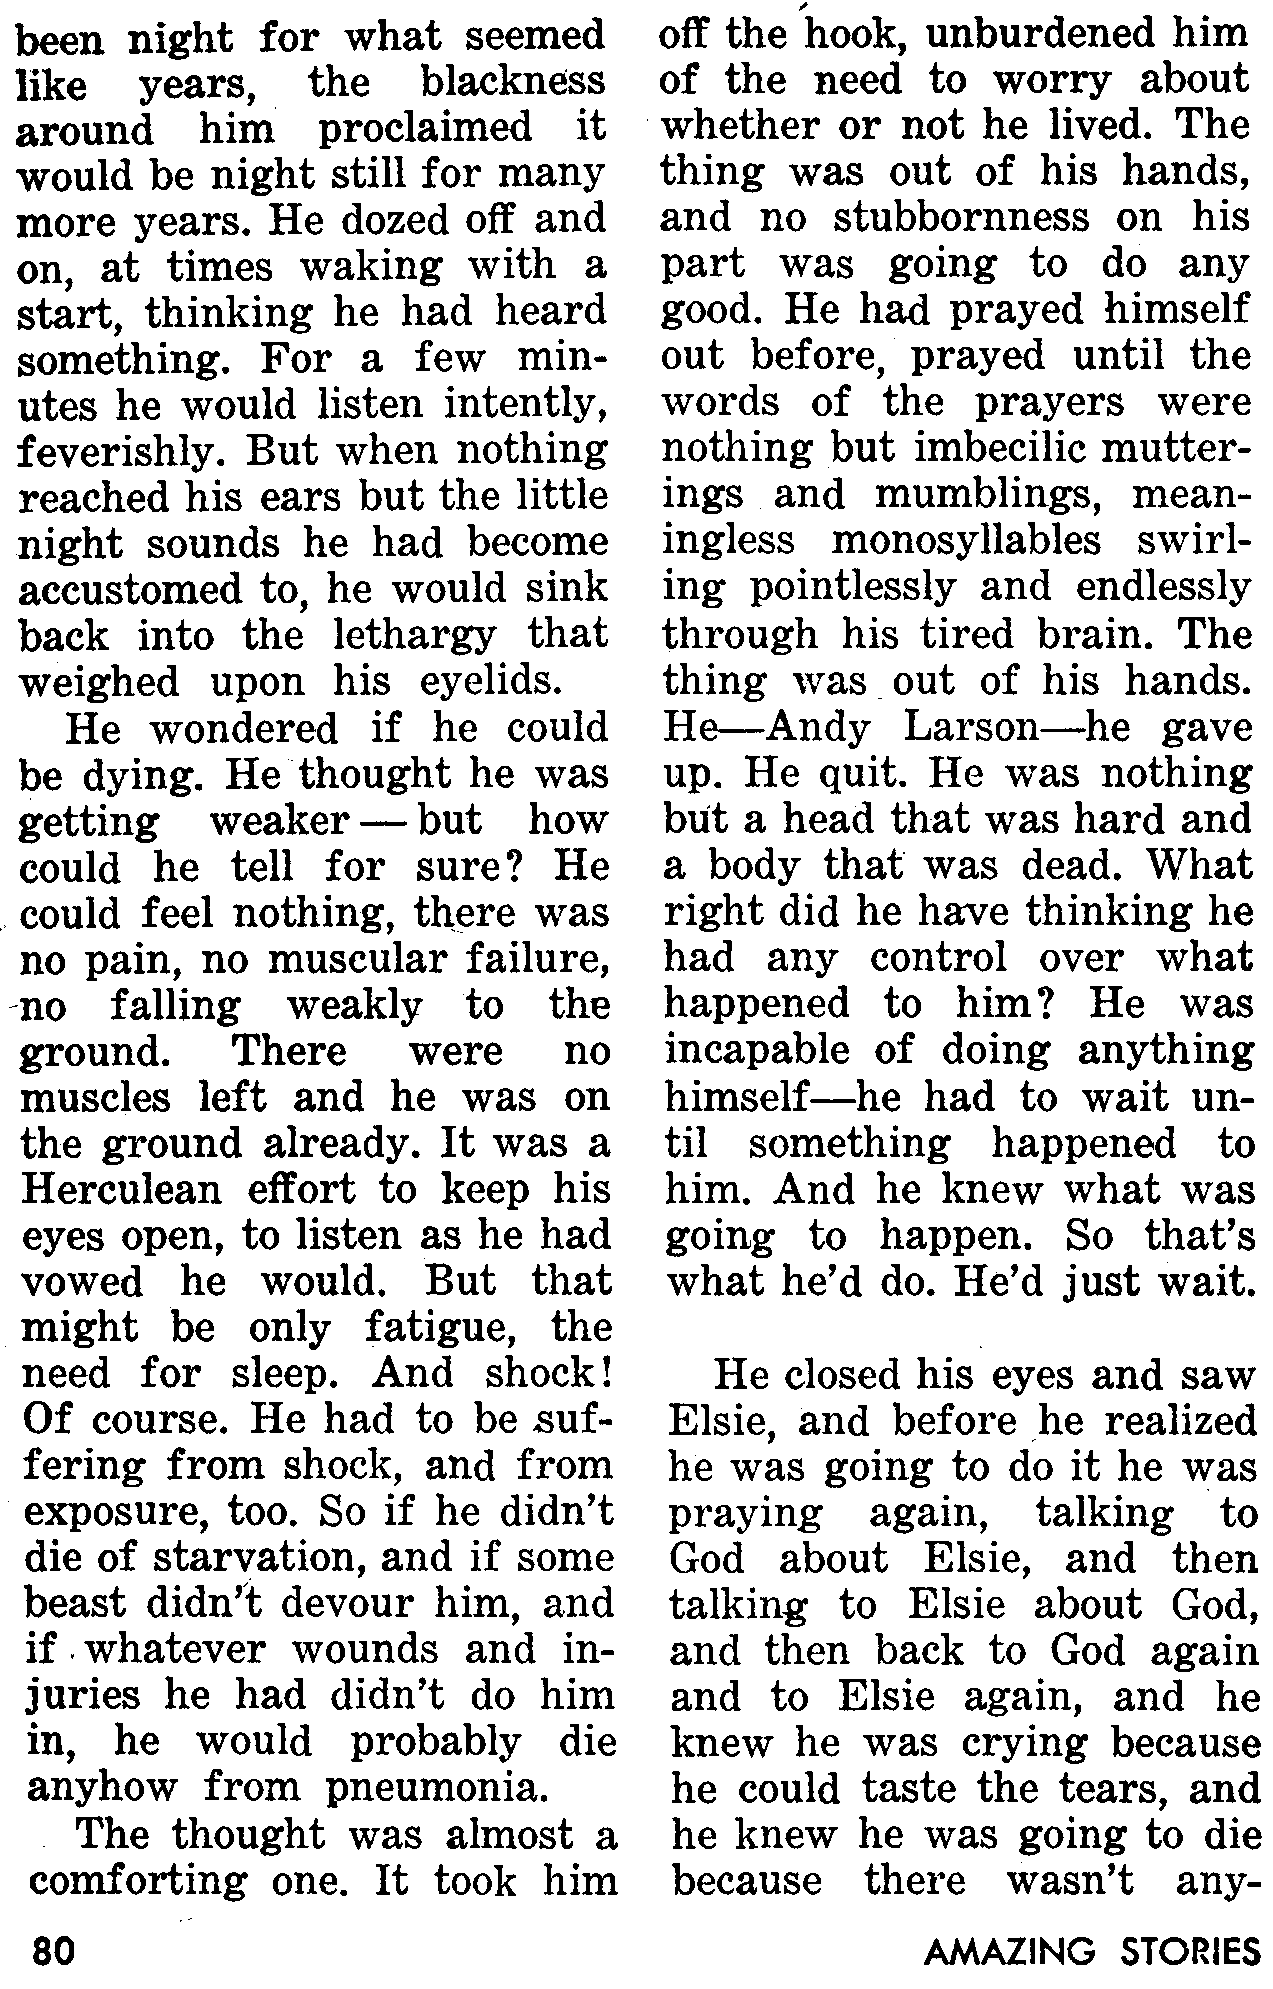 been night for what seemed
like years, the blackness
around him proclaimed it
would be night still for many
more years. He dozed off and
on, at times waking with a
start, thinking he had heard
something. For a few min-
utes he would listen intently,
feverishly. But when nothing
reached his ears but the little
night sounds he had become
accustomed to, he would sink
back into the lethargy that
weighed upon his eyelids.
He wondered if he could
be dying. He thought he was
getting weaker — but how
could he tell for sure? He
could feel nothing, there was
no pain, no muscular failure,
no falling weakly to the
ground. There were no
muscles left and he was on
the ground already. It was a
Herculean effort to keep his
eyes open, to listen as he had
vowed he would. But that
might be only fatigue, the
need for sleep. And shock!
Of course. He had to be suf-
fering from shock, and from
exposure, too. So if he didn't
die of starvation, and if some
beast didn't devour him, and
if whatever wounds and in-
juries he had didn't do him
in, he would probably die
anyhow from pneumonia.
The thought was almost a
comforting one. It took him
off the hook, unburdened him
of the need to worry about
whether or not he lived. The
thing was out of his hands,
and no stubbornness on his
part was going to do any
good. He had prayed himself
out before, prayed until the
words of the prayers were
nothing but imbecilic mutter-
ings and mumblings, mean-
ingless monosyllables swirl-
ing pointlessly and endlessly
through his tired brain. The
thing was out of his hands.
He—Andy Larson—he gave
up. He quit. He was nothing
but a head that was hard and
a body that was dead. What
right did he have thinking he
had any control over what
happened to him? He was
incapable of doing anything
himself—he had to wait un-
til something happened to
him. And he knew what was
going to happen. So that's
what he'd do. He'd just wait.
He closed his eyes and saw
Elsie, and before he realized
he was going to do it he was
praying again, talking to
God about Elsie, and then
talking to Elsie about God,
and then back to God again
and to Elsie again, and he
knew he was crying because
he could taste the tears, and
he knew he was going to die
because there wasn't any-
80
AMAZING STORIES